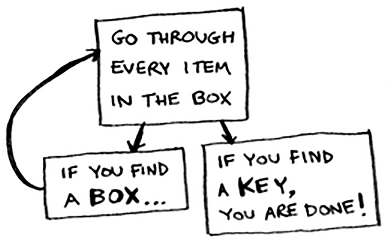 GO THROUGH
EVERY ITEM
IN THE BOX
IF YOU FIND
A BOX...
IF YOU FIND
A KEY,
YOU ARE DONE!